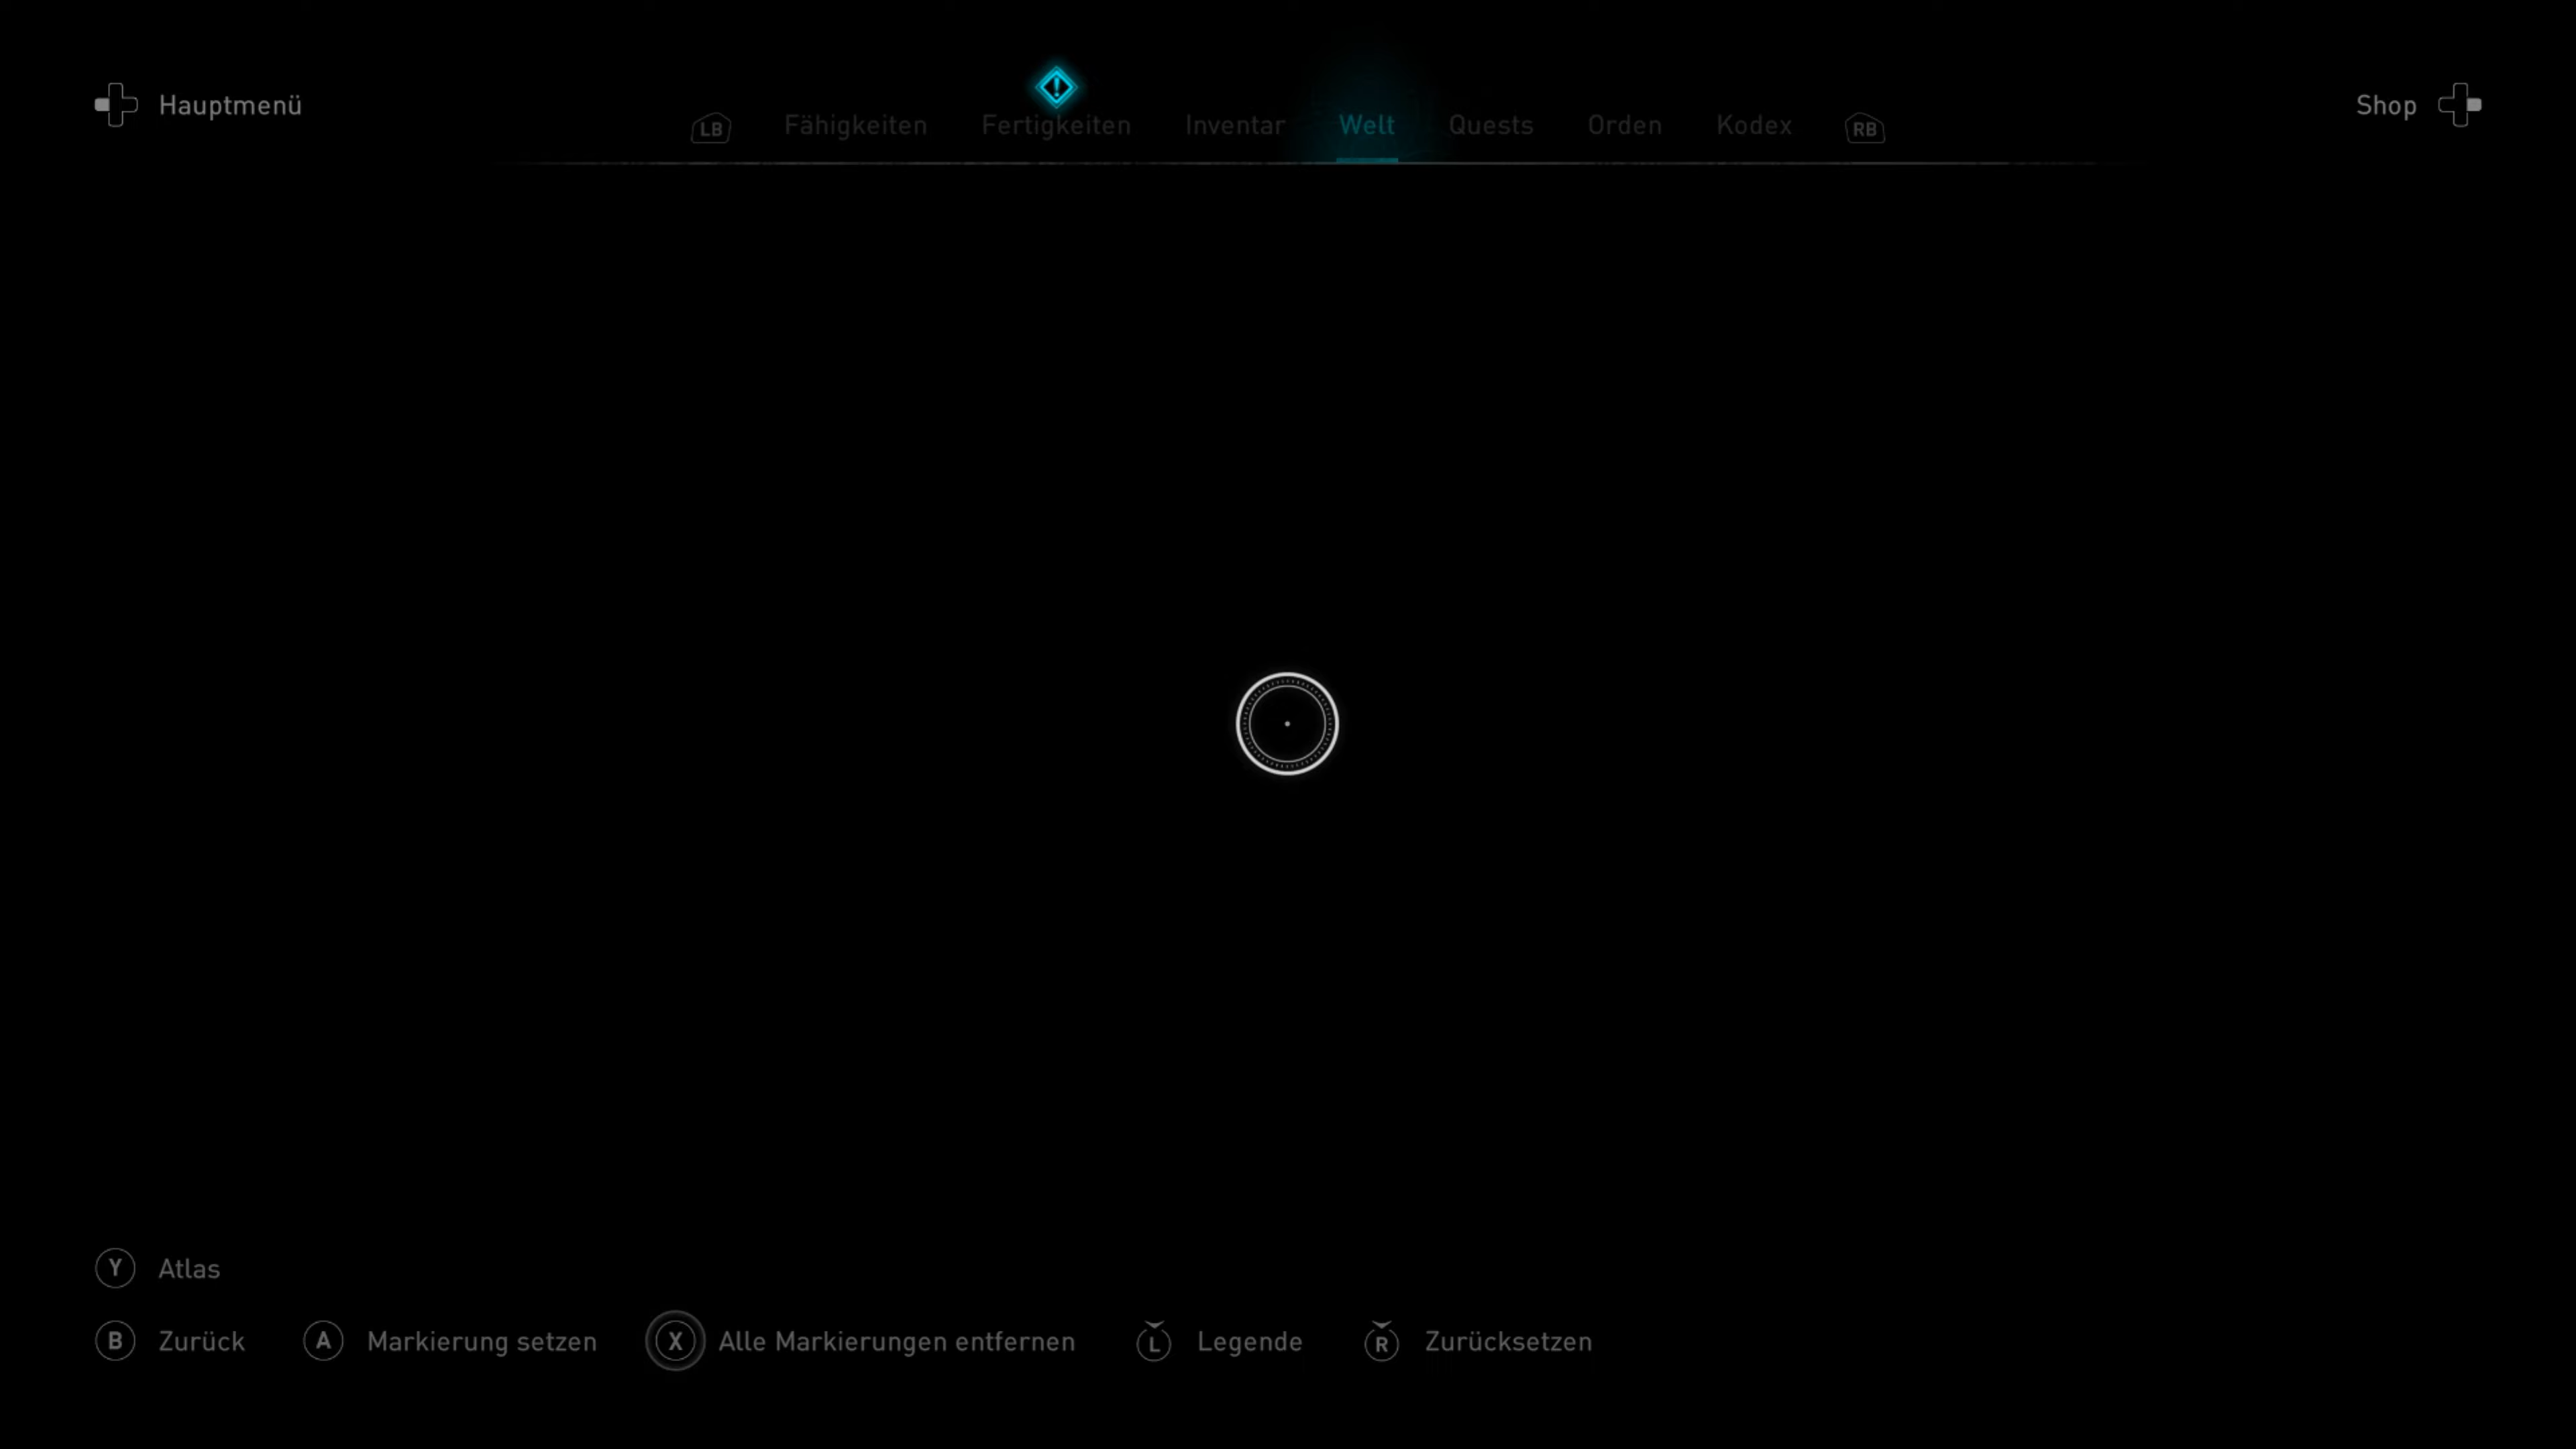 Hauptmenü
LB Fähigkeiten Fertigkeiten Inventar Welt Quests Orden Kodex RB
Shop
Y Atlas
B Zurück A Markierung setzen X Alle Markierungen entfernen L Legende R Zurücksetzen